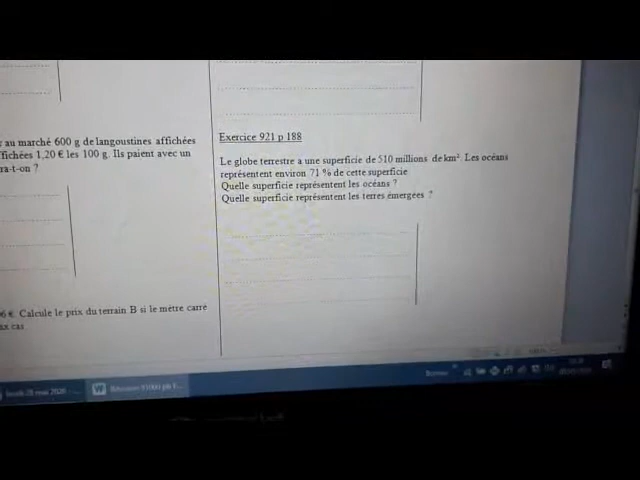 r au marché 600 g de langoustines affichées
ffichées 1,20 € les 100 g. Ils paient avec un
ra-t-on ?
6 €. Calcule le prix du terrain B si le mètre carré
Exercice 921 p 188
Le globe terrestre a une superficie de 510 millions de km². Les océans
représentent environ 71 % de cette superficie
Quelle superficie représentent les océans ?
Quelle superficie représentent les terres émergées ?